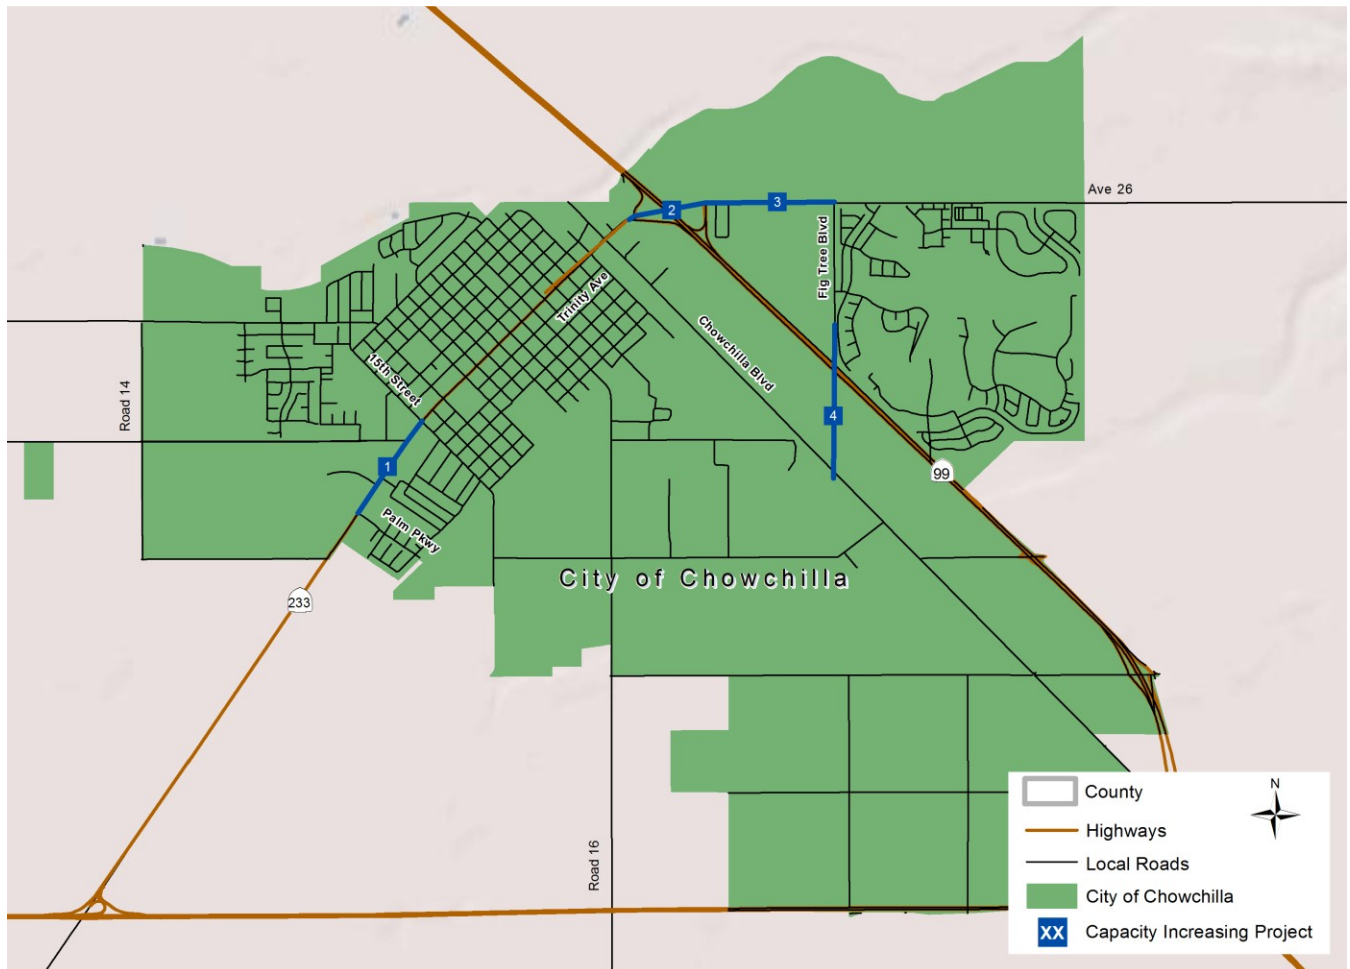 Ave 26
2
3
Fig Tree Blvd
Trinity Ave
Chowchilla Blvd
15th Street
Road 14
4
1
99
Palm Pkwy
City of Chowchilla
233
Road 16
N
County
Highways
Local Roads
City of Chowchilla
XX Capacity Increasing Project